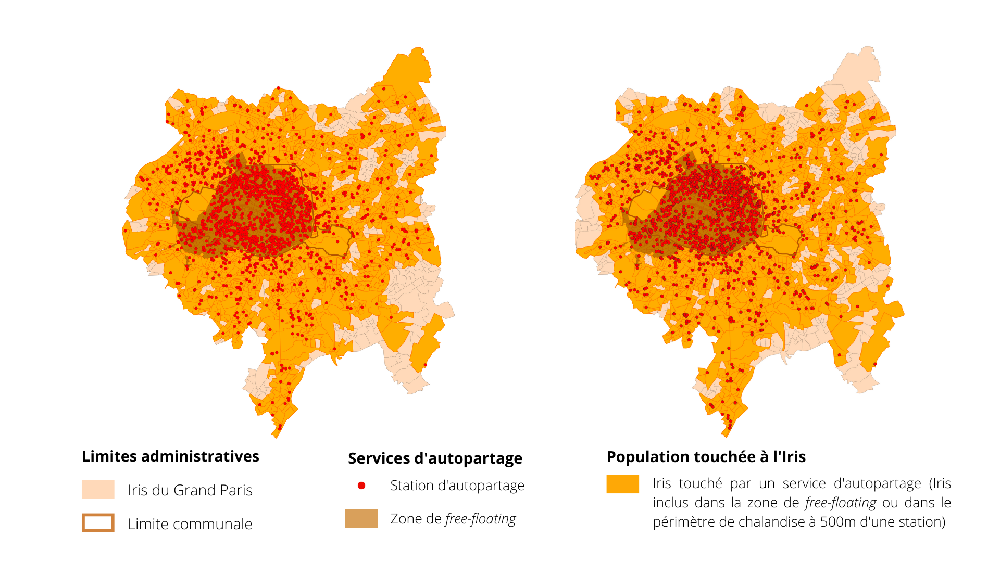 Limites administratives
Iris du Grand Paris
Limite communale
Services d'autopartage
Station d'autopartage
Zone de free-floating
Population touchée à l'Iris
Iris touché par un service d'autopartage (Iris
inclus dans la zone de free-floating ou dans le
périmètre de chalandise à 500m d'une station)